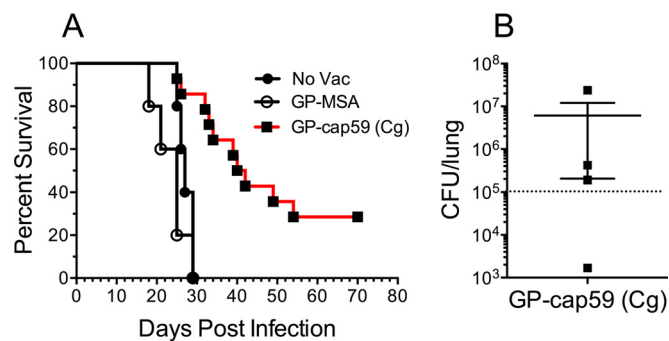 A
B
No Vac
GP-MSA
GP-cap59 (Cg)
Percent Survival
100
80
60
40
20
0
0 10 20 30 40 50 60 70 80
Days Post Infection
CFU/lung
10⁸
10⁷
10⁶
10⁵
10⁴
10³
GP-cap59 (Cg)